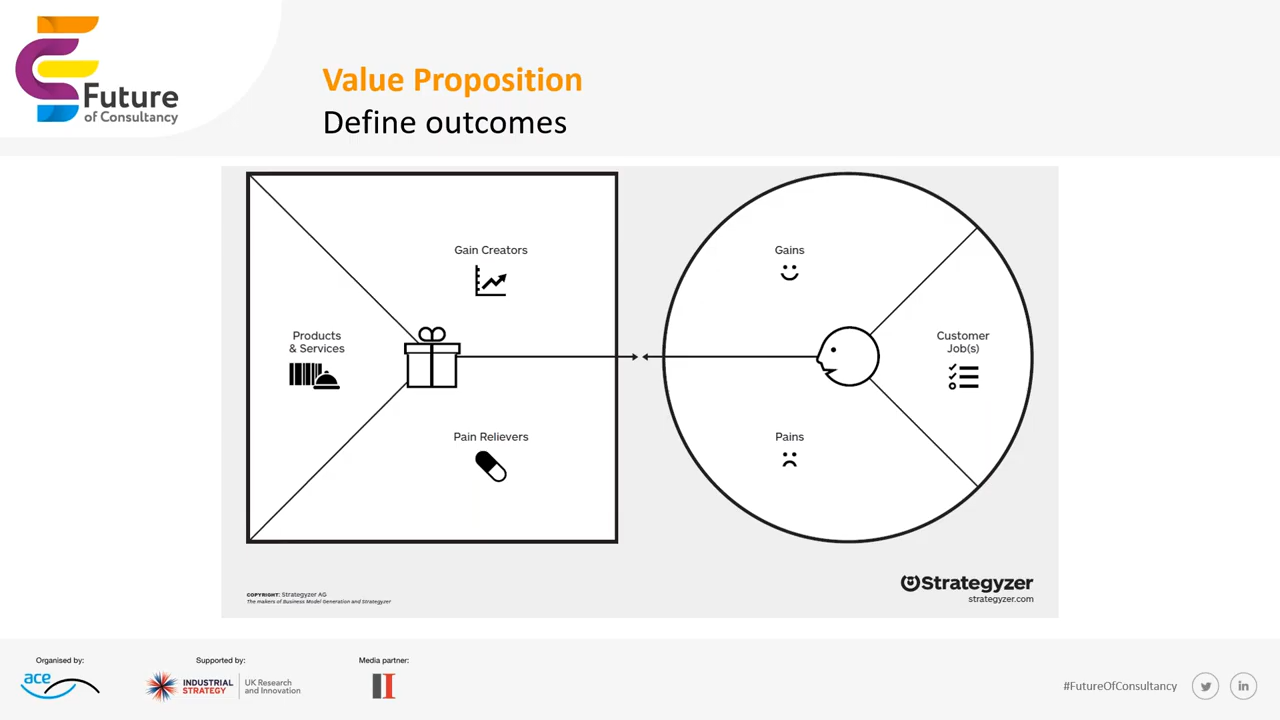 Future
of Consultancy
Value Proposition
Define outcomes
Gain Creators
Products
& Services
Pain Relievers
Gains
Customer
Job(s)
Pains
COPYRIGHT: Strategyzer AG
The makers of Business Model Generation and Strategyzer
Strategyzer
strategyzer.com
Organised by:
ace
Supported by:
INDUSTRIAL
STRATEGY
UK Research
and Innovation
Media partner:
#FutureOfConsultancy
in